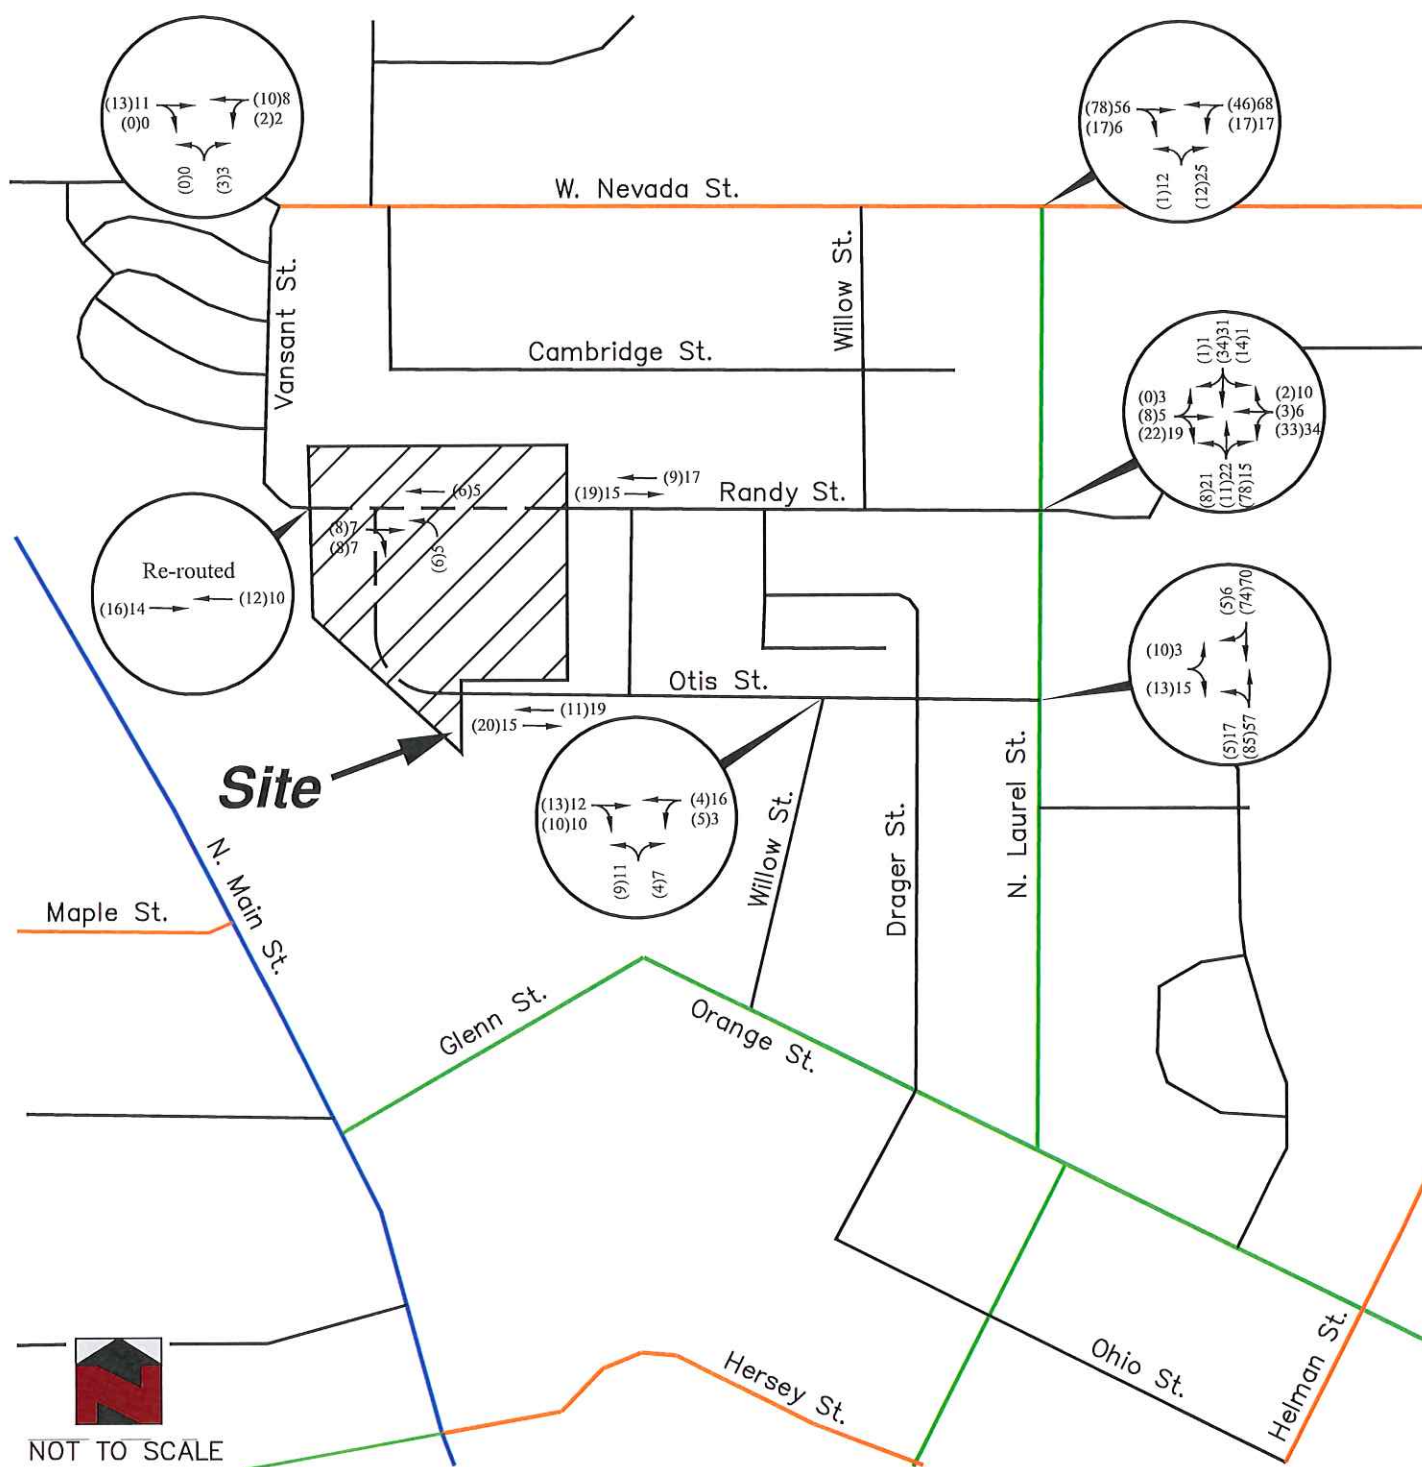 (13)11
(10)8
(0)0
(2)2
(0)0
(3)3
(78)56
(46)68
(17)6
(17)17
(1)12
(12)25
W. Nevada St.
Vansant St.
Willow St.
Cambridge St.
(1)1
(34)31
(14)1
(0)3
(2)10
(8)5
(3)6
(22)19
(33)34
(8)21
(11)22
(78)15
(6)5
(9)17
(19)15
Randy St.
(8)7
(8)7
(6)5
Re-routed
(16)14
(12)10
(5)6
(74)70
(10)3
(13)15
(5)17
(85)57
Otis St.
(11)19
(20)15
Site
(13)12
(4)16
(10)10
(5)3
(9)11
(4)7
Willow St.
Drager St.
N. Laurel St.
N. Main St.
Maple St.
Glenn St.
Orange St.
Ohio St.
Helman St.
Hersey St.
NOT TO SCALE